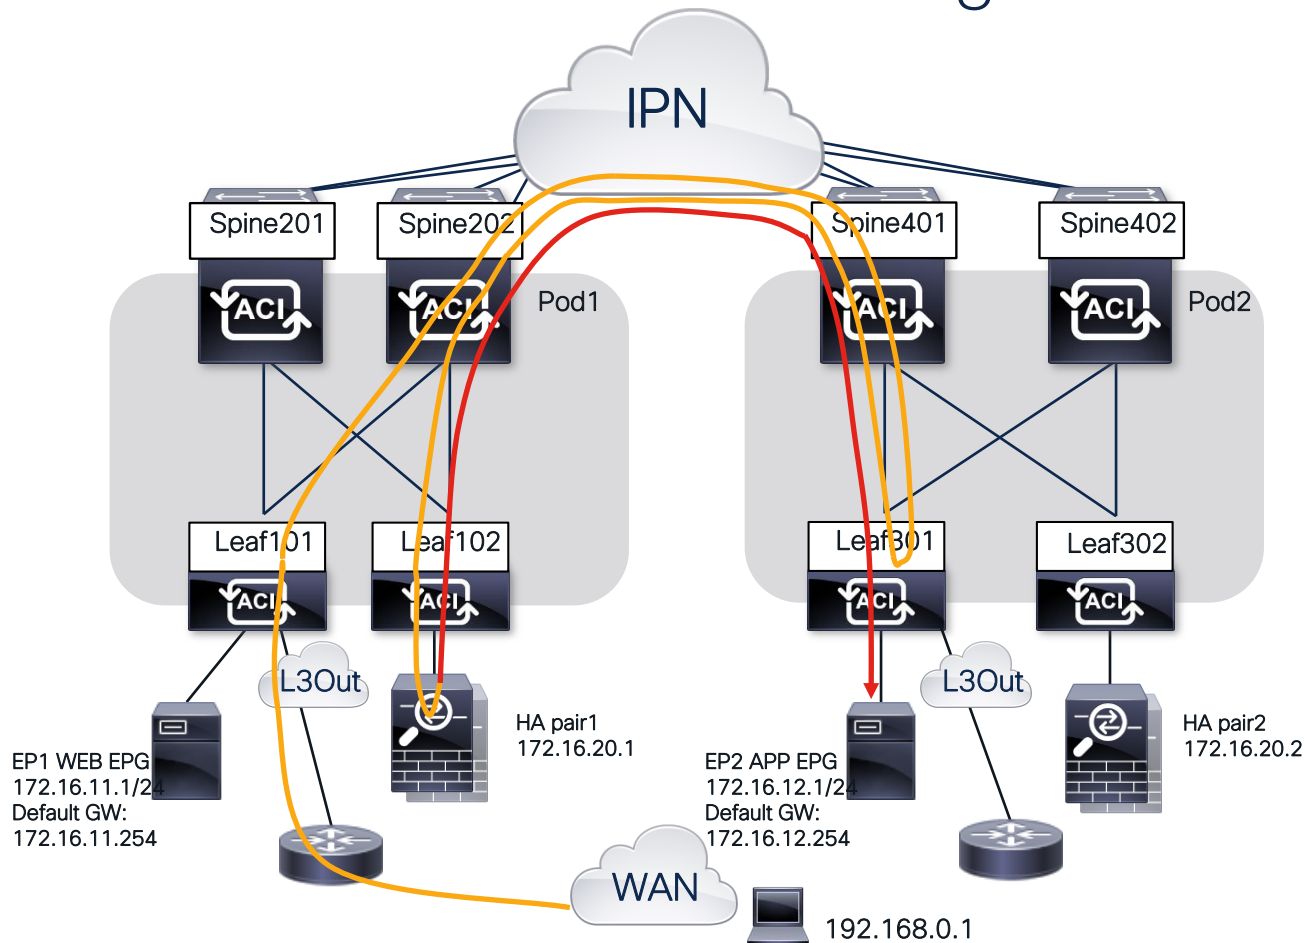 IPN
Spine201
Spine202
Spine401
Spine402
ACI
ACI
ACI
ACI
Pod1
Pod2
Leaf101
Leaf102
Leaf301
Leaf302
ACI
ACI
ACI
ACI
L3Out
L3Out
HA pair1
172.16.20.1
HA pair2
172.16.20.2
EP1 WEB EPG
172.16.11.1/24
Default GW:
172.16.11.254
EP2 APP EPG
172.16.12.1/24
Default GW:
172.16.12.254
WAN
192.168.0.1